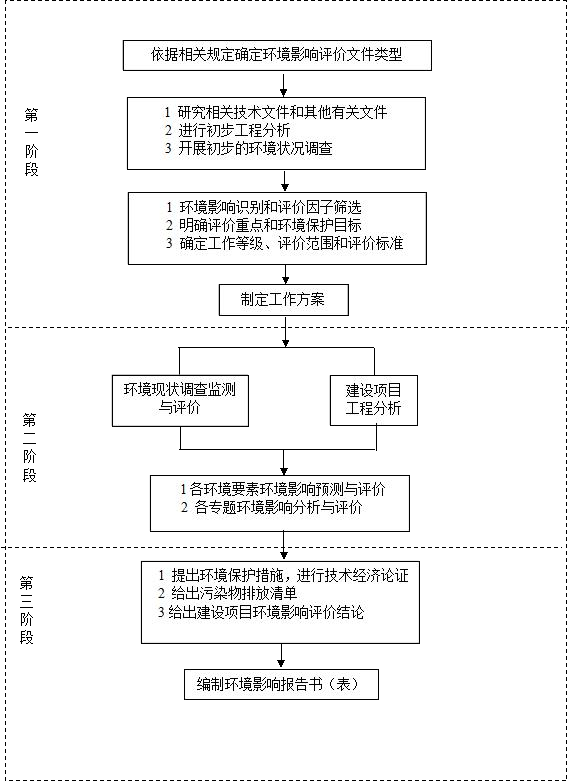 依据相关规定确定环境影响评价文件类型
第一阶段
1 研究相关技术文件和其他有关文件
2 进行初步工程分析
3 开展初步的环境状况调查
1 环境影响识别和评价因子筛选
2 明确评价重点和环境保护目标
3 确定工作等级、评价范围和评价标准
制定工作方案
第二阶段
环境现状调查监测
与评价
建设项目
工程分析
1各环境要素环境影响预测与评价
2 各专题环境影响分析与评价
第三阶段
1 提出环境保护措施，进行技术经济论证
2 给出污染物排放清单
3给出建设项目环境影响评价结论
编制环境影响报告书（表）